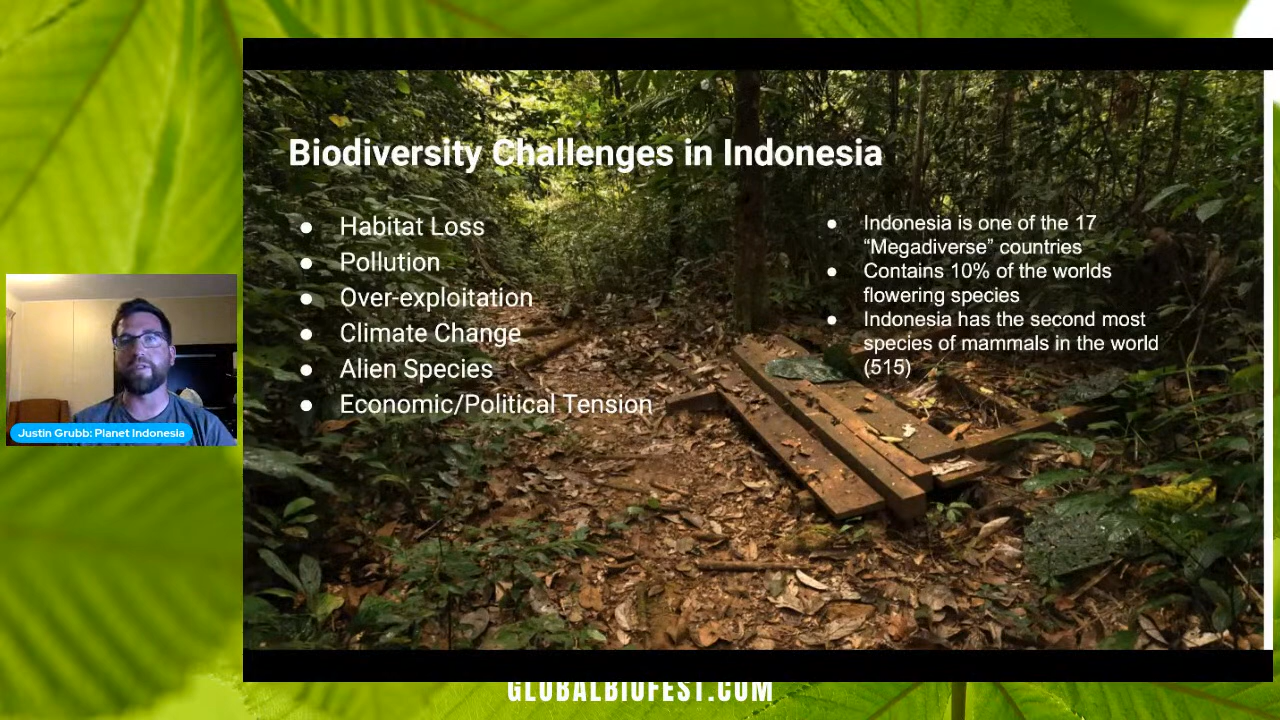 Biodiversity Challenges in Indonesia
● Habitat Loss
● Pollution
● Over-exploitation
● Climate Change
● Alien Species
● Economic/Political Tension
● Indonesia is one of the 17
“Megadiverse” countries
● Contains 10% of the worlds
flowering species
● Indonesia has the second most
species of mammals in the world
(515)
Justin Grubb: Planet Indonesia
GLOBALBIOFEST.COM